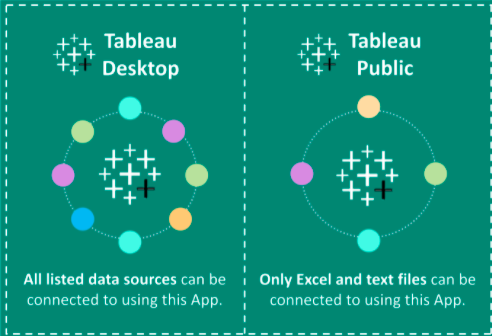 Tableau
Desktop
All listed data sources can be
connected to using this App.
Tableau
Public
Only Excel and text files can be
connected to using this App.